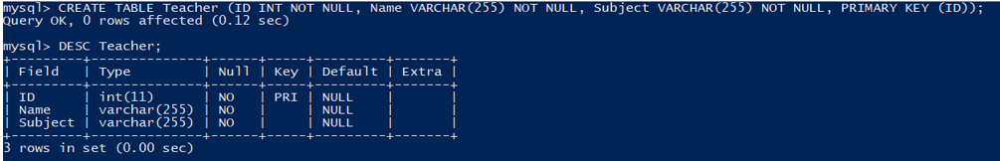 mysql> CREATE TABLE Teacher (ID INT NOT NULL, Name VARCHAR(255) NOT NULL, Subject VARCHAR(255) NOT NULL, PRIMARY KEY (ID));
Query OK, 0 rows affected (0.12 sec)

mysql> DESC Teacher;
+---------+--------------+------+-----+---------+-------+
| Field   | Type         | Null | Key | Default | Extra |
+---------+--------------+------+-----+---------+-------+
| ID      | int(11)      | NO   | PRI | NULL    |       |
| Name    | varchar(255) | NO   |     | NULL    |       |
| Subject | varchar(255) | NO   |     | NULL    |       |
+---------+--------------+------+-----+---------+-------+
3 rows in set (0.00 sec)